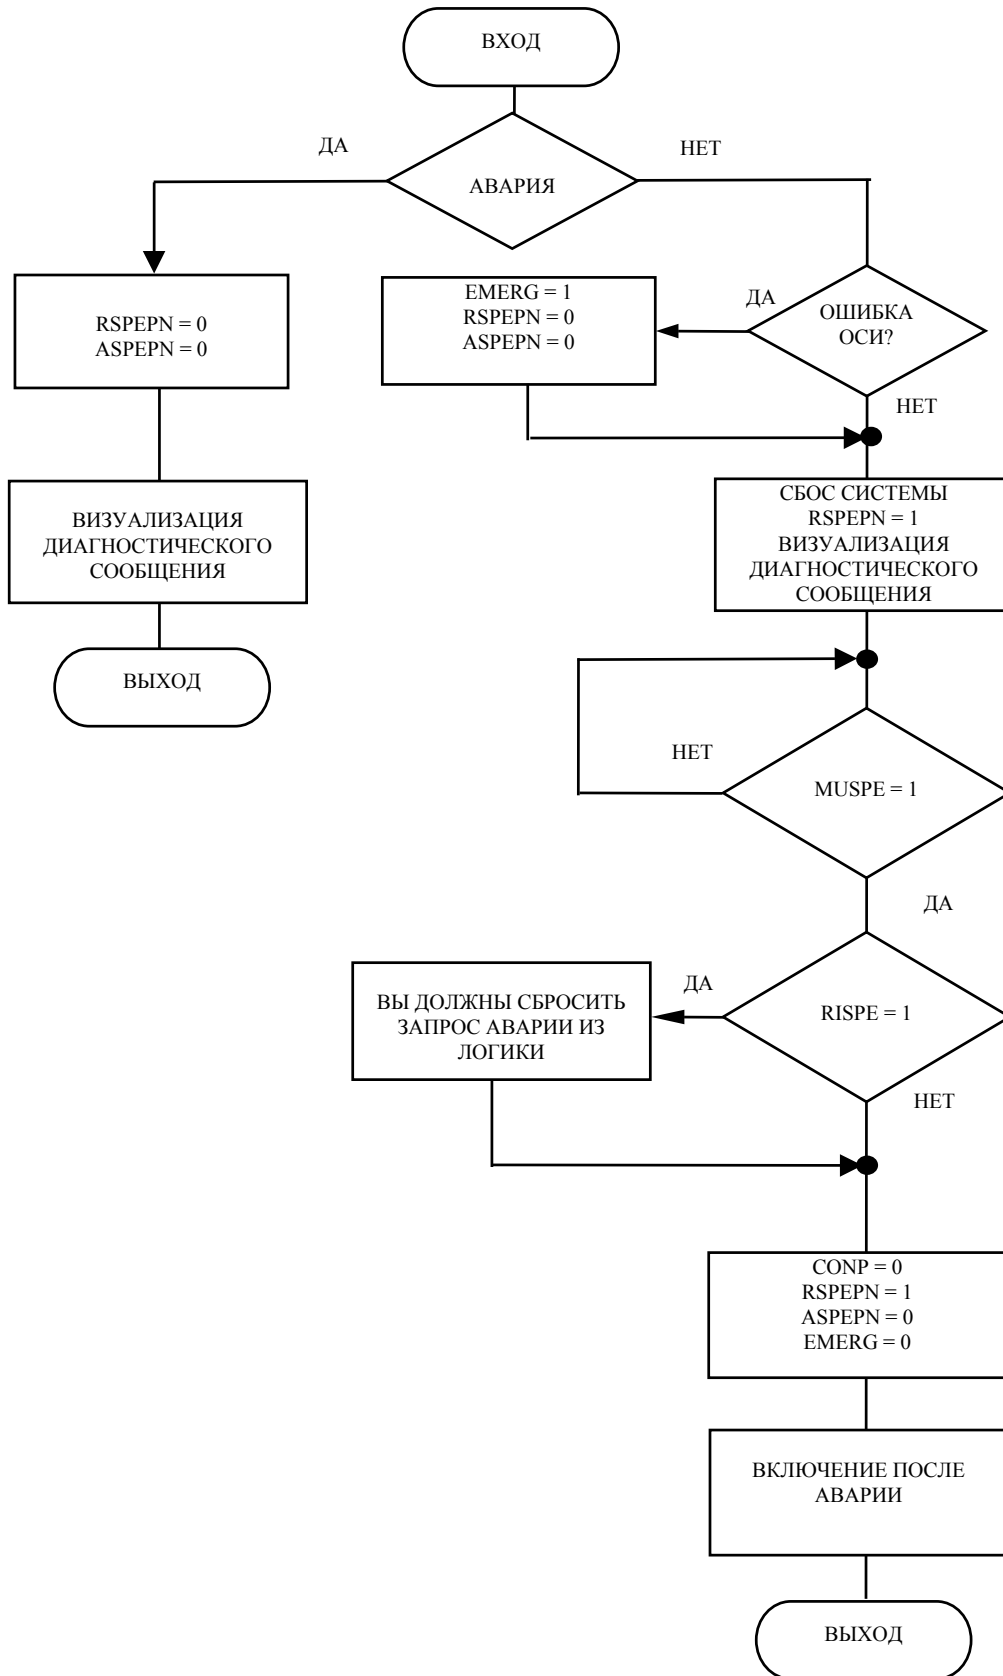 ВХОД
ДА
НЕТ
АВАРИЯ
RSPEPN = 0
ASPEPN = 0
EMERG = 1
RSPEPN = 0
ASPEPN = 0
ДА
ОШИБКА
ОСИ?
НЕТ
ВИЗУАЛИЗАЦИЯ
ДИАГНОСТИЧЕСКОГО
СООБЩЕНИЯ
СБОС СИСТЕМЫ
RSPEPN = 1
ВИЗУАЛИЗАЦИЯ
ДИАГНОСТИЧЕСКОГО
СООБЩЕНИЯ
ВЫХОД
НЕТ
MUSPE = 1
ДА
ВЫ ДОЛЖНЫ СБРОСИТЬ
ЗАПРОС АВАРИИ ИЗ
ЛОГИКИ
ДА
RISPE = 1
НЕТ
CONP = 0
RSPEPN = 1
ASPEPN = 0
EMERG = 0
ВКЛЮЧЕНИЕ ПОСЛЕ
АВАРИИ
ВЫХОД